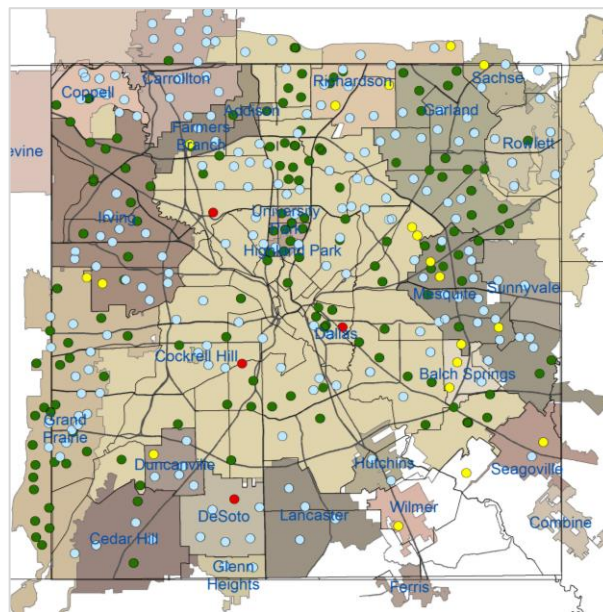 Coppell
Carrollton
Richardson
Sachse
Addison
Garland
Farmers
Branch
Rowlett
evine
Irving
University
Park
Highland Park
Mesquite
Sunnyvale
Dallas
Cockrell Hill
Balch Springs
Grand
Prairie
Duncanville
Hutchins
Seagoville
DeSoto
Lancaster
Wilmer
Combine
Cedar Hill
Glenn
Heights
Ferris